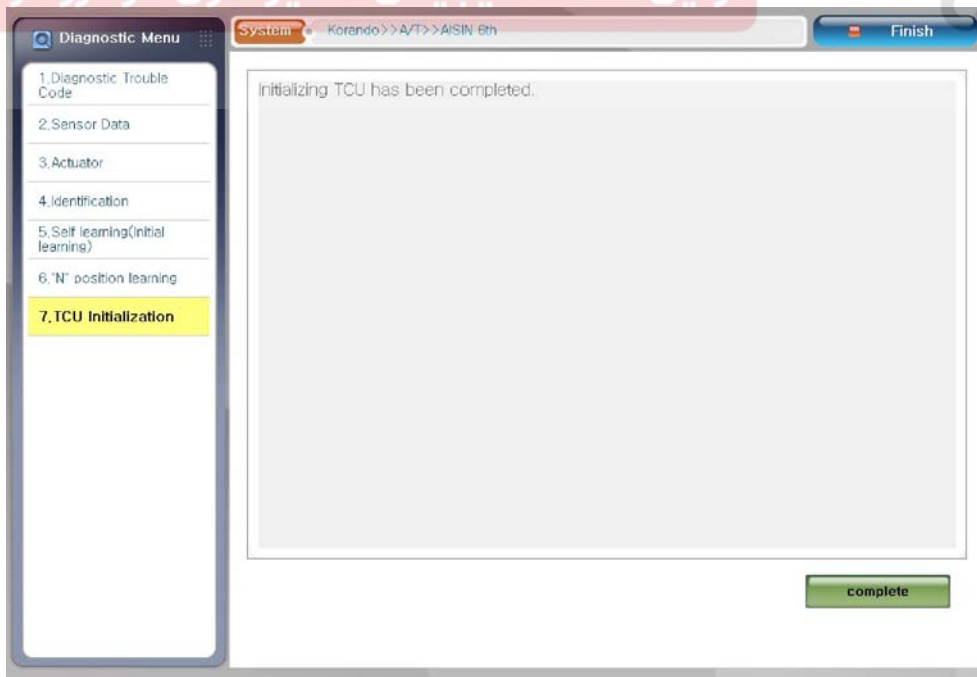 Diagnostic Menu
System
Korando>>A/T>>AISIN 6th
Finish
1.Diagnostic Trouble
Code
2.Sensor Data
3.Actuator
4.Identification
5.Self learning(Initial
learning)
6."N" position learning
7.TCU Initialization
Initializing TCU has been completed.
complete